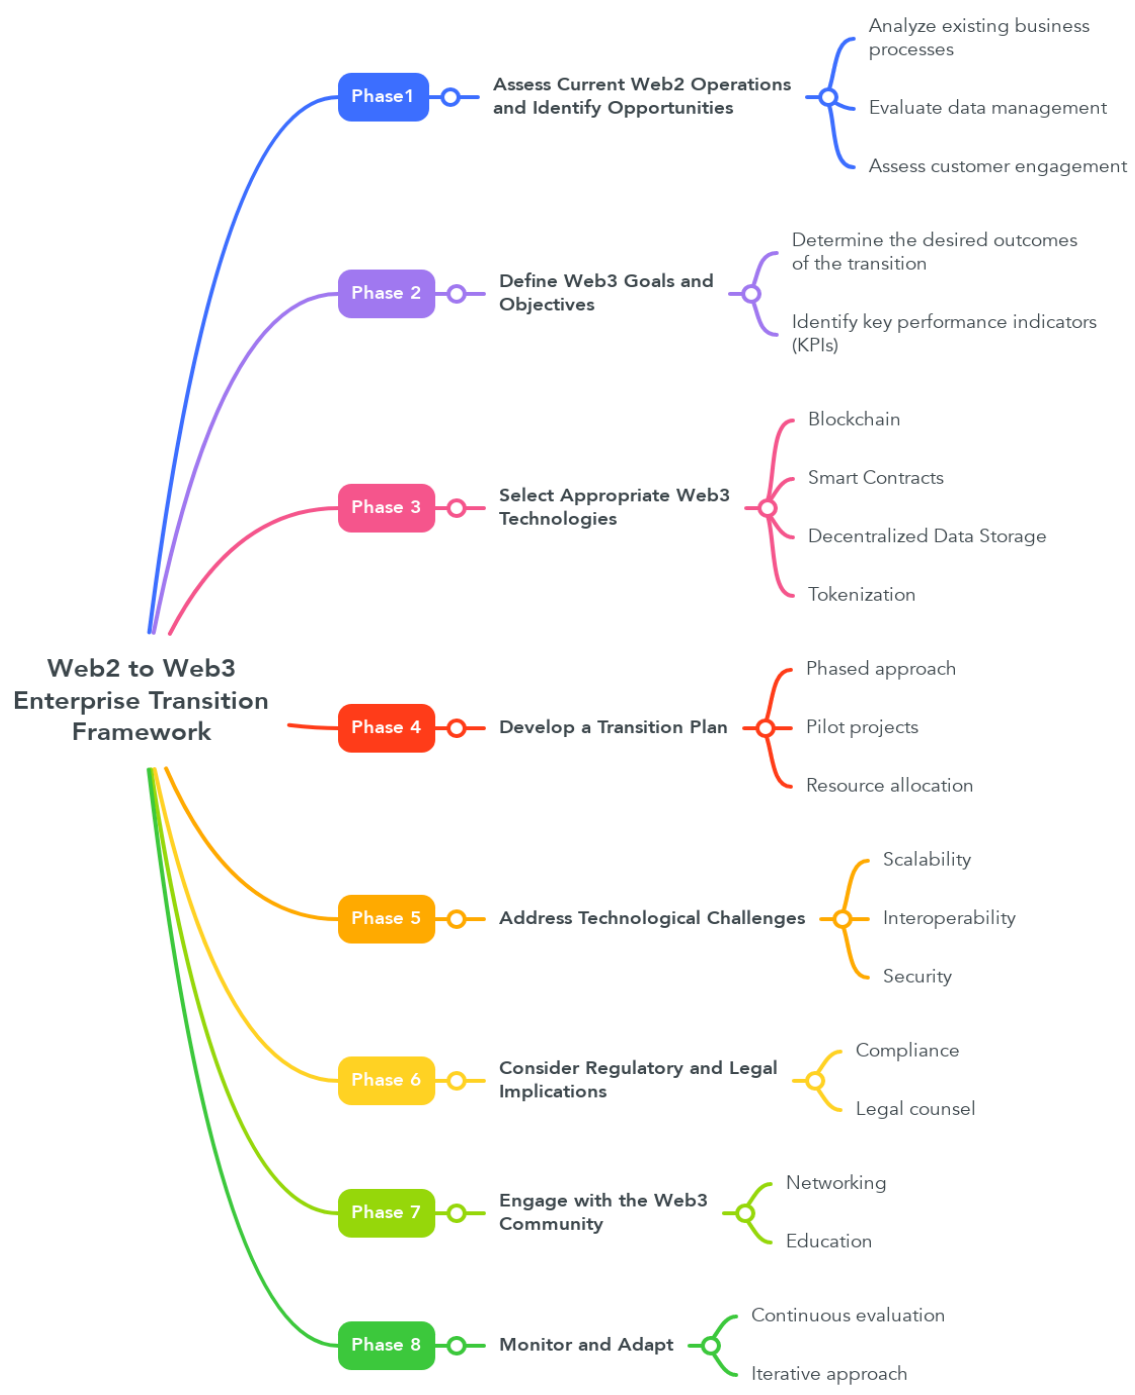 Web2 to Web3
Enterprise Transition
Framework
Phase1
Assess Current Web2 Operations
and Identify Opportunities
Analyze existing business
processes
Evaluate data management
Assess customer engagement
Phase 2
Define Web3 Goals and
Objectives
Determine the desired outcomes
of the transition
Identify key performance indicators
(KPIs)
Phase 3
Select Appropriate Web3
Technologies
Blockchain
Smart Contracts
Decentralized Data Storage
Tokenization
Phase 4
Develop a Transition Plan
Phased approach
Pilot projects
Resource allocation
Phase 5
Address Technological Challenges
Scalability
Interoperability
Security
Phase 6
Consider Regulatory and Legal
Implications
Compliance
Legal counsel
Phase 7
Engage with the Web3
Community
Networking
Education
Phase 8
Monitor and Adapt
Continuous evaluation
Iterative approach